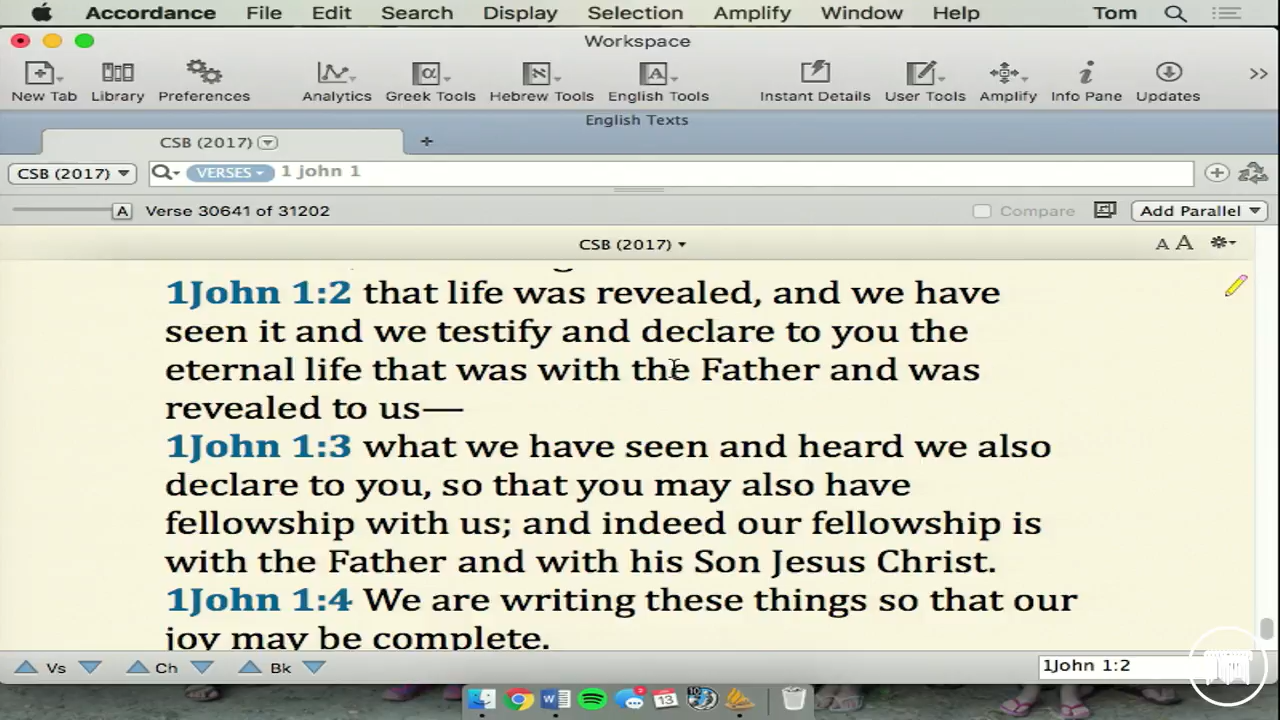 Accordance File Edit Search Display Selection Amplify Window Help Tom
Workspace
New Tab Library Preferences Analytics Greek Tools Hebrew Tools English Tools Instant Details User Tools Amplify Info Pane Updates
English Texts
CSB (2017)
CSB (2017) VERSES 1 john 1
A Verse 30641 of 31202 Compare Add Parallel
CSB (2017) A A
1John 1:2 that life was revealed, and we have
seen it and we testify and declare to you the
eternal life that was with the Father and was
revealed to us—
1John 1:3 what we have seen and heard we also
declare to you, so that you may also have
fellowship with us; and indeed our fellowship is
with the Father and with his Son Jesus Christ.
1John 1:4 We are writing these things so that our
joy may be complete.
Vs Ch Bk 1John 1:2
13